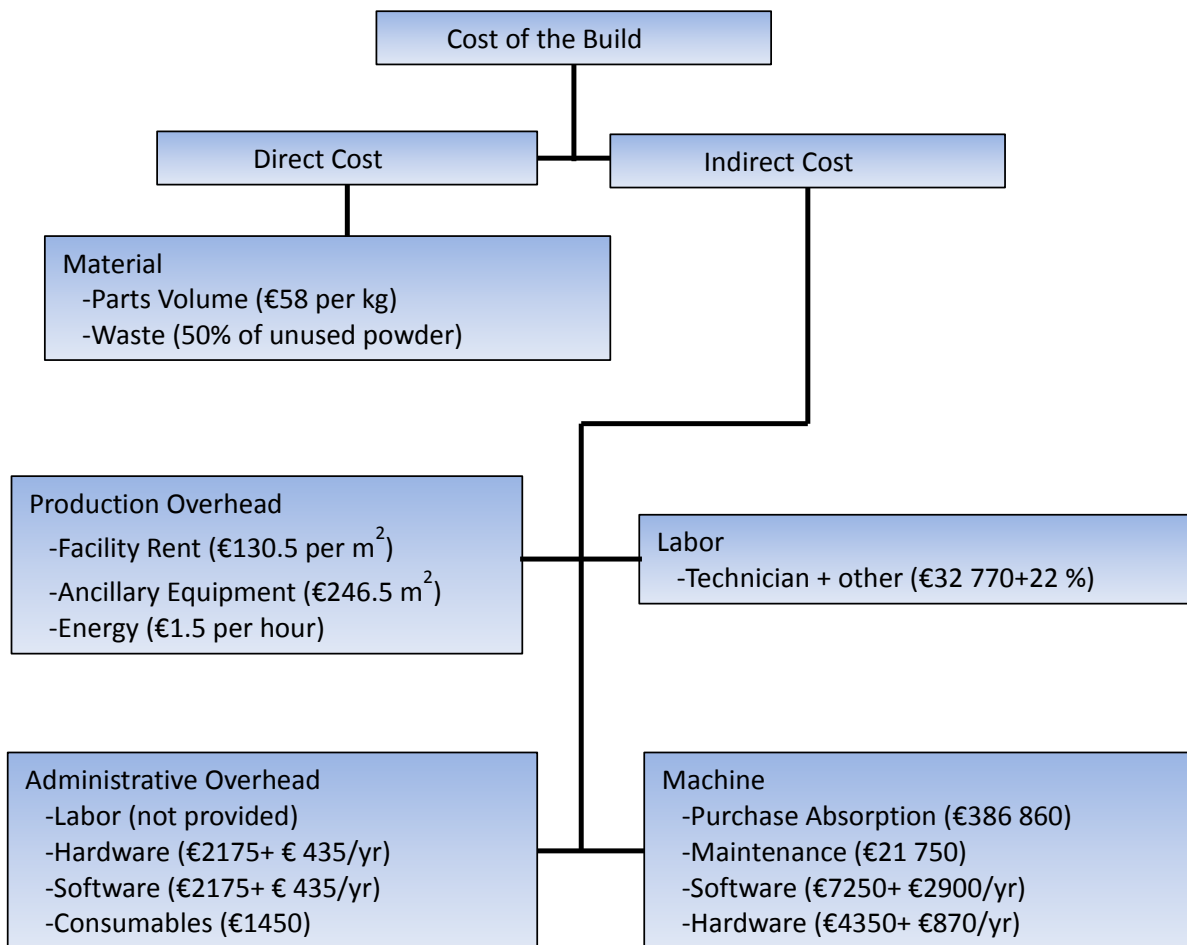 Cost of the Build
Direct Cost
Indirect Cost
Material
-Parts Volume (€58 per kg)
-Waste (50% of unused powder)
Production Overhead
-Facility Rent (€130.5 per m²)
-Ancillary Equipment (€246.5 m²)
-Energy (€1.5 per hour)
Labor
-Technician + other (€32 770+22 %)
Administrative Overhead
-Labor (not provided)
-Hardware (€2175+ € 435/yr)
-Software (€2175+ € 435/yr)
-Consumables (€1450)
Machine
-Purchase Absorption (€386 860)
-Maintenance (€21 750)
-Software (€7250+ €2900/yr)
-Hardware (€4350+ €870/yr)